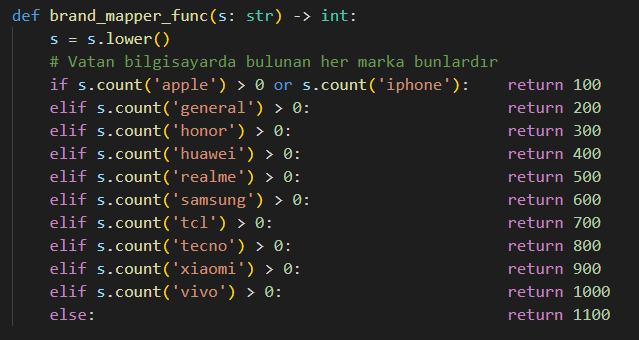 def brand_mapper_func(s: str) -> int:
    s = s.lower()
    # Vatan bilgisayarda bulunan her marka bunlardır
    if s.count('apple') > 0 or s.count('iphone'):    return 100
    elif s.count('general') > 0:                     return 200
    elif s.count('honor') > 0:                       return 300
    elif s.count('huawei') > 0:                      return 400
    elif s.count('realme') > 0:                      return 500
    elif s.count('samsung') > 0:                     return 600
    elif s.count('tcl') > 0:                         return 700
    elif s.count('tecno') > 0:                       return 800
    elif s.count('xiaomi') > 0:                      return 900
    elif s.count('vivo') > 0:                        return 1000
    else:                                            return 1100